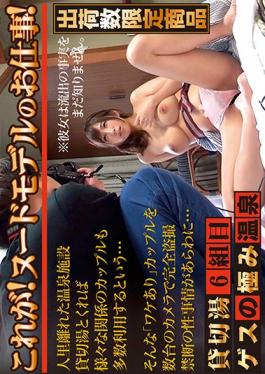 出荷数限定商品
これが!ヌードモデルのお仕事!
※彼女は流出の事実を
まだ知りません。
貸切湯 6組目
ゲスの極み温泉
人里離れた温泉施設
貸切湯とくれば
様々な関係のカップルも
多数利用するという…
そんな「ワケあり」カップルを
数台のカメラで完全盗撮
禁断の性事情があらわに…